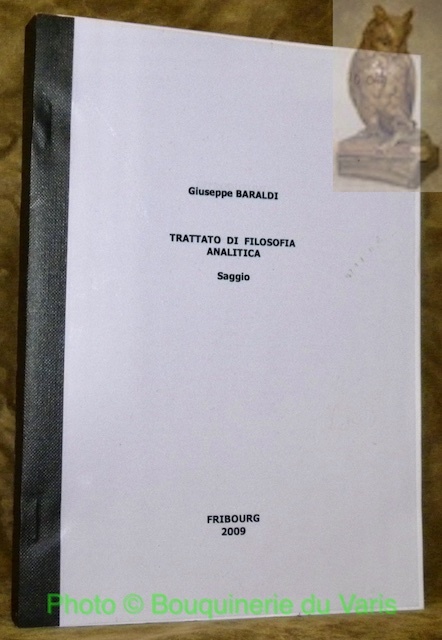 Giuseppe BARALDI
TRATTATO DI FILOSOFIA
ANALITICA
Saggio
FRIBOURG
2009
Photo © Bouquinerie du Varis